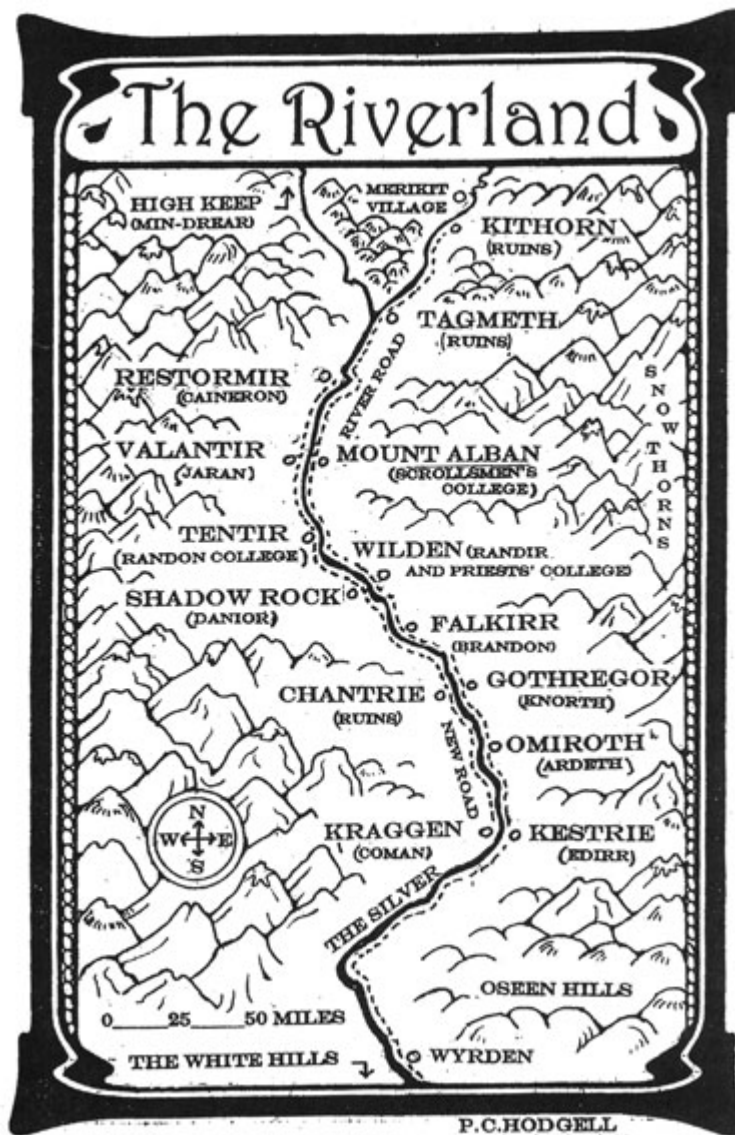 The Riverland
HIGH KEEP
(MIN-DREAR)
MERIKIT
VILLAGE
KITHORN
(RUINS)
TAGMETH
(RUINS)
RIVER ROAD
RESTORMIR
(CAINERON)
SNOWTHORNS
VALANTIR
(JARAN)
MOUNT ALBAN
(SCROLLSMEN'S
COLLEGE)
TENTIR
(RANDON COLLEGE)
WILDEN (RANDIR
AND PRIESTS' COLLEGE)
SHADOW ROCK
(DANIOR)
FALKIRR
(BRANDON)
GOTHREGOR
(KNORTH)
CHANTRIE
(RUINS)
NEW ROAD
OMIROTH
(ARDETH)
N
W E
S
KRAGGEN
(COMAN)
KESTRIE
(EDIRR)
THE SILVER
OSEEN HILLS
0 25 50 MILES
THE WHITE HILLS
WYRDEN
P.C.HODGELL